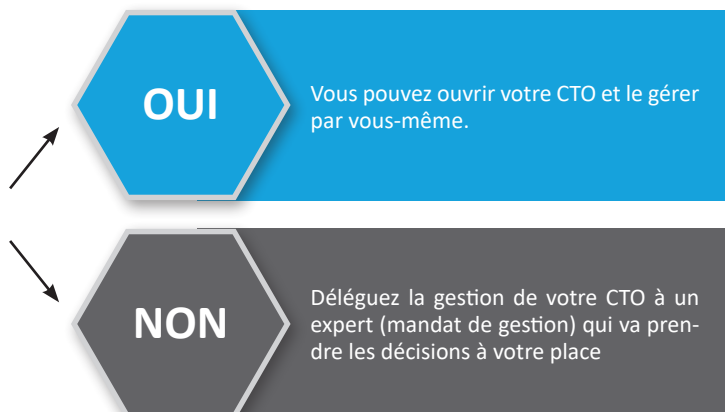 OUI
Vous pouvez ouvrir votre CTO et le gérer
par vous-même.
NON
Déléguez la gestion de votre CTO à un
expert (mandat de gestion) qui va pren-
dre les décisions à votre place